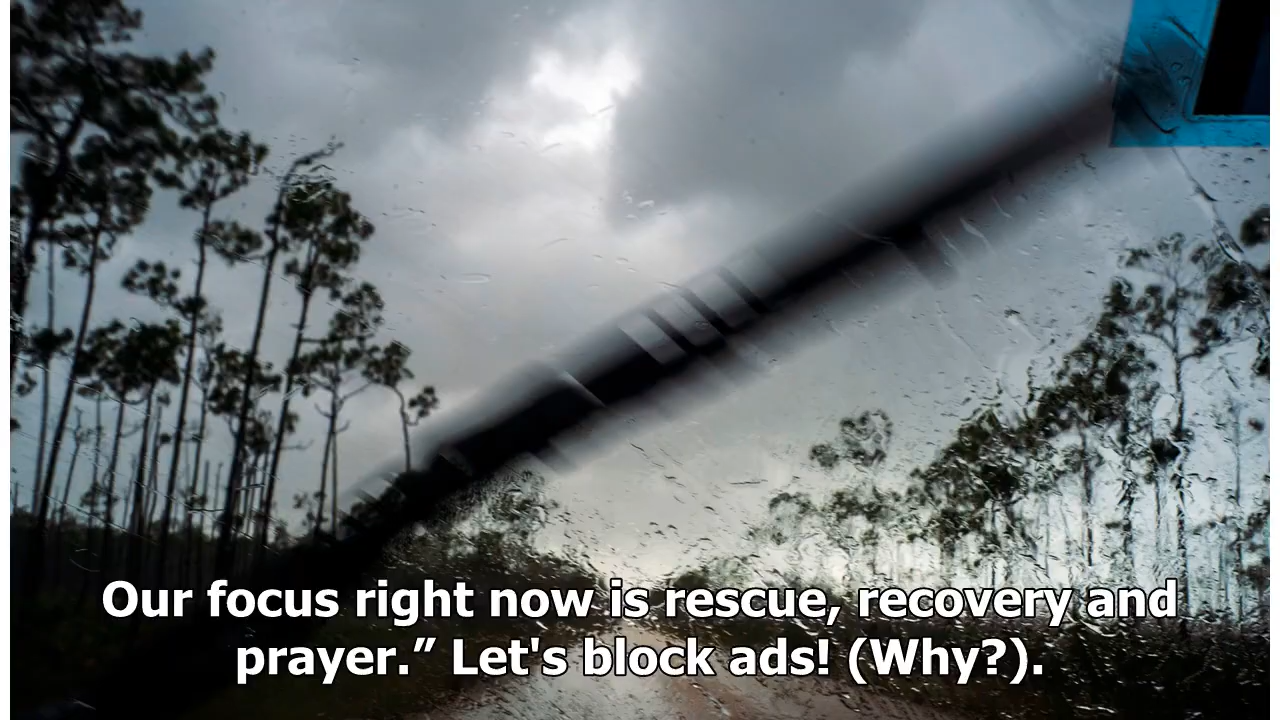 Our focus right now is rescue, recovery and
prayer.” Let's block ads! (Why?).